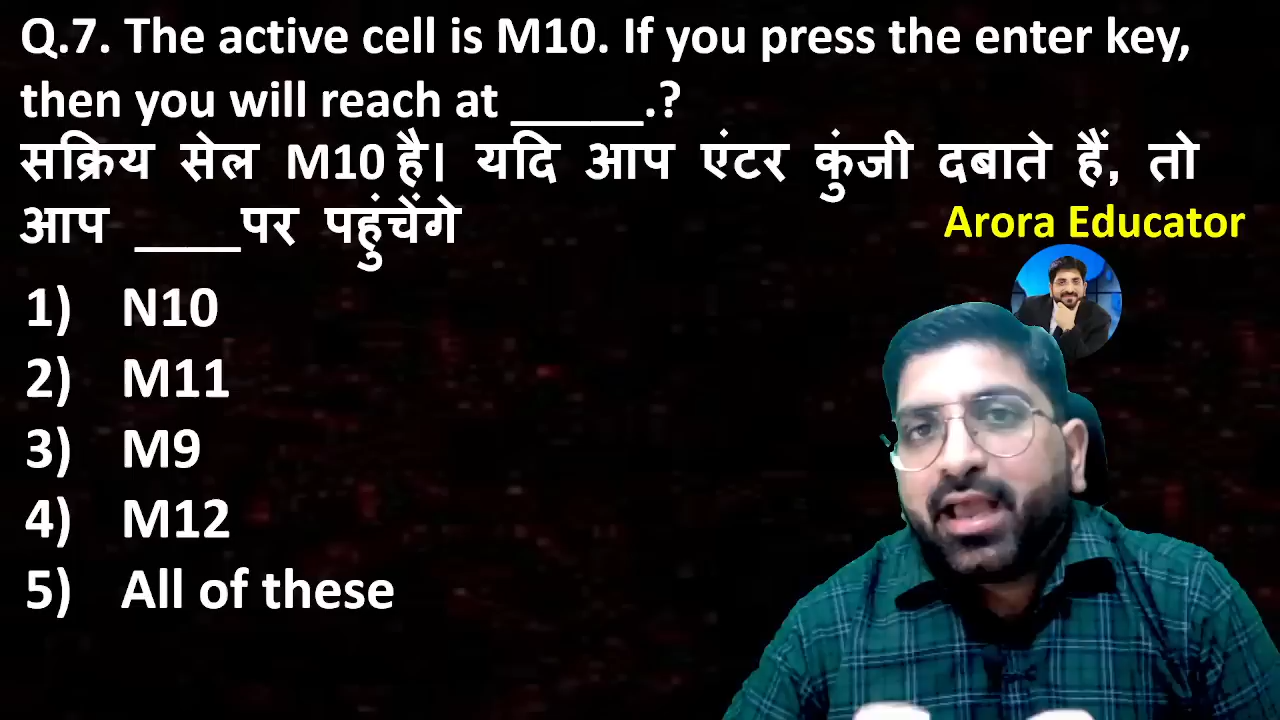 Q.7. The active cell is M10. If you press the enter key,
then you will reach at _____.?
सक्रिय सेल M10 है। यदि आप एंटर कुंजी दबाते हैं, तो
आप ____पर पहुंचेंगे
Arora Educator
1) N10
2) M11
3) M9
4) M12
5) All of these